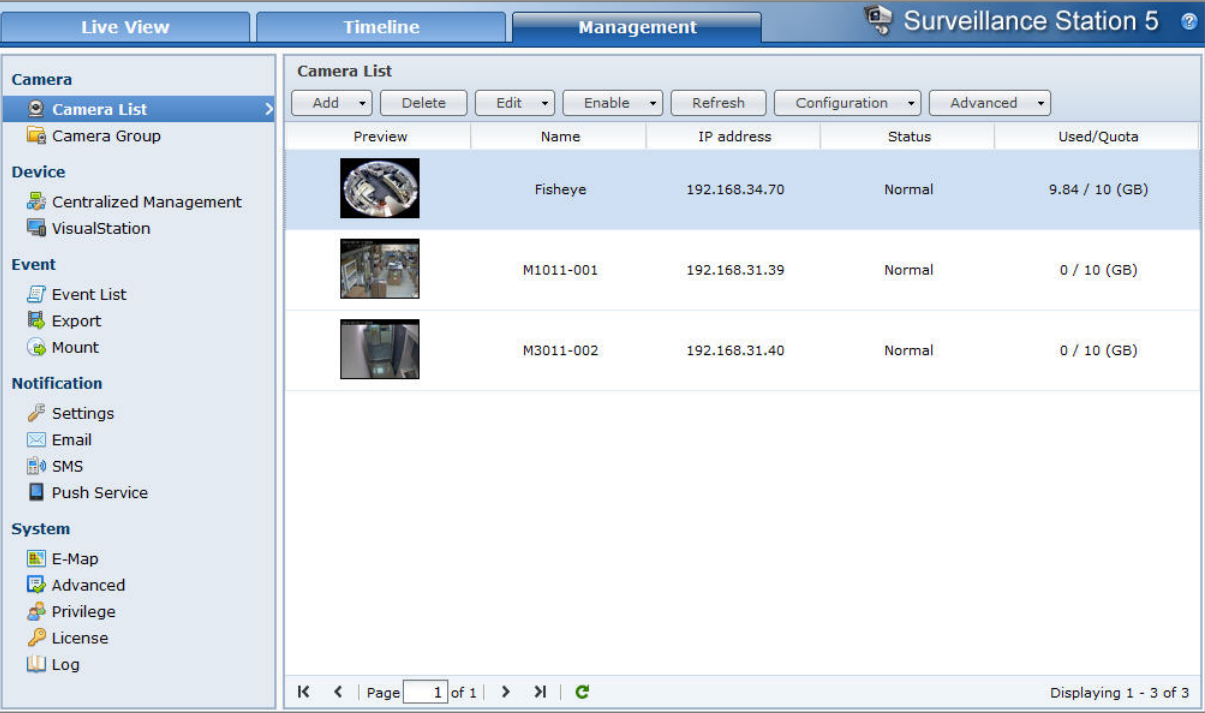 Live View
Timeline
Management
Surveillance Station 5
Camera
Camera List
Camera Group
Device
Centralized Management
VisualStation
Event
Event List
Export
Mount
Notification
Settings
Email
SMS
Push Service
System
E-Map
Advanced
Privilege
License
Log
Camera List
Add Delete Edit Enable Refresh Configuration Advanced
Preview Name IP address Status Used/Quota
Fisheye 192.168.34.70 Normal 9.84 / 10 (GB)
M1011-001 192.168.31.39 Normal 0 / 10 (GB)
M3011-002 192.168.31.40 Normal 0 / 10 (GB)
Page 1 of 1 Displaying 1 - 3 of 3